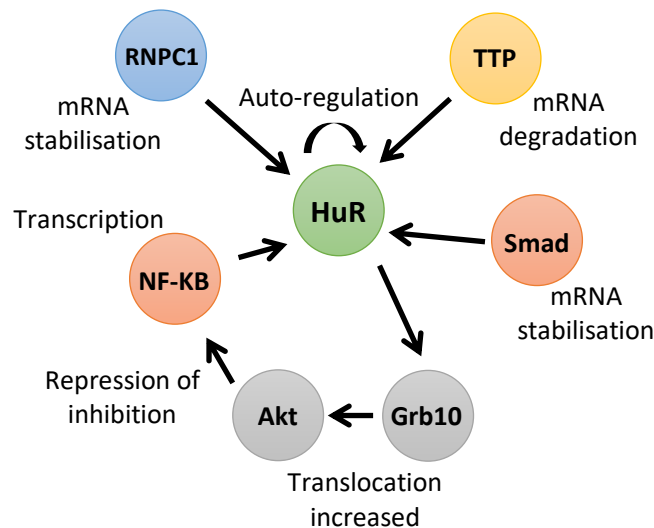 RNPC1
TTP
Auto-regulation
mRNA
stabilisation
mRNA
degradation
HuR
Transcription
Smad
NF-KB
mRNA
stabilisation
Repression of
inhibition
Akt
Grb10
Translocation
increased